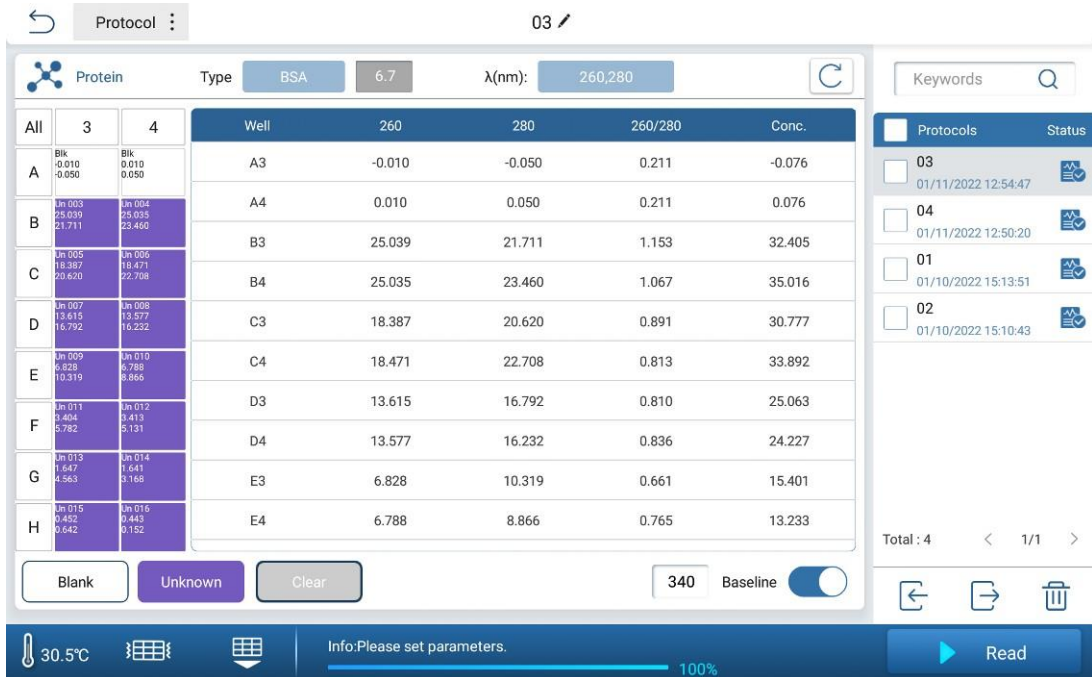 Protocol
03
Protein Type BSA 6.7 λ(nm): 260,280
Keywords
All 3 4
A
Blk
-0.010
-0.050
Blk
0.010
0.050
B
Un 003
25.039
21.711
Un 004
25.035
23.460
C
Un 005
18.387
20.620
Un 006
18.471
22.708
D
Un 007
13.615
16.792
Un 008
13.577
16.232
E
Un 009
6.828
10.319
Un 010
6.788
8.866
F
Un 011
3.404
5.782
Un 012
3.413
5.131
G
Un 013
1.647
4.563
Un 014
1.641
3.168
H
Un 015
0.452
0.642
Un 016
0.443
0.152
Well 260 280 260/280 Conc.
A3 -0.010 -0.050 0.211 -0.076
A4 0.010 0.050 0.211 0.076
B3 25.039 21.711 1.153 32.405
B4 25.035 23.460 1.067 35.016
C3 18.387 20.620 0.891 30.777
C4 18.471 22.708 0.813 33.892
D3 13.615 16.792 0.810 25.063
D4 13.577 16.232 0.836 24.227
E3 6.828 10.319 0.661 15.401
E4 6.788 8.866 0.765 13.233
Blank Unknown Clear 340 Baseline
Protocols Status
03
01/11/2022 12:54:47
04
01/11/2022 12:50:20
01
01/10/2022 15:13:51
02
01/10/2022 15:10:43
Total : 4 < 1/1 >
30.5℃
Info:Please set parameters.
100%
Read